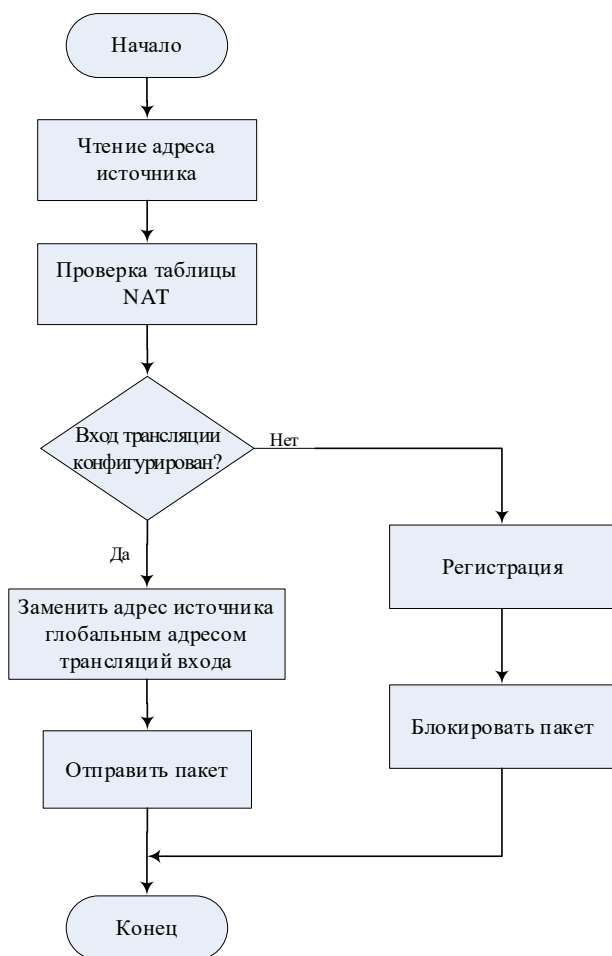 Начало
Чтение адреса
источника
Проверка таблицы
NAT
Вход трансляции
конфигурирован?
Нет
Да
Регистрация
Заменить адрес источника
глобальным адресом
трансляций входа
Блокировать пакет
Отправить пакет
Конец